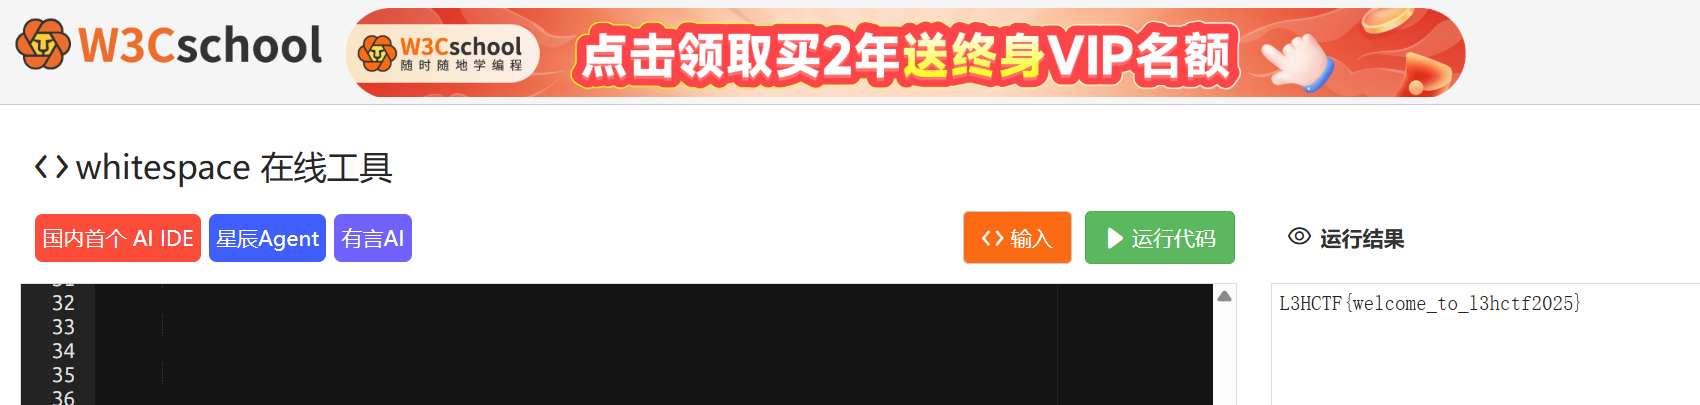 W3Cschool
W3Cschool
随时随地学编程
点击领取买2年送终身VIP名额
whitespace 在线工具
国内首个 AI IDE
星辰Agent
有言AI
输入
运行代码
运行结果
31
32
33
34
35
36
L3HCTF{welcome_to_l3hctf2025}